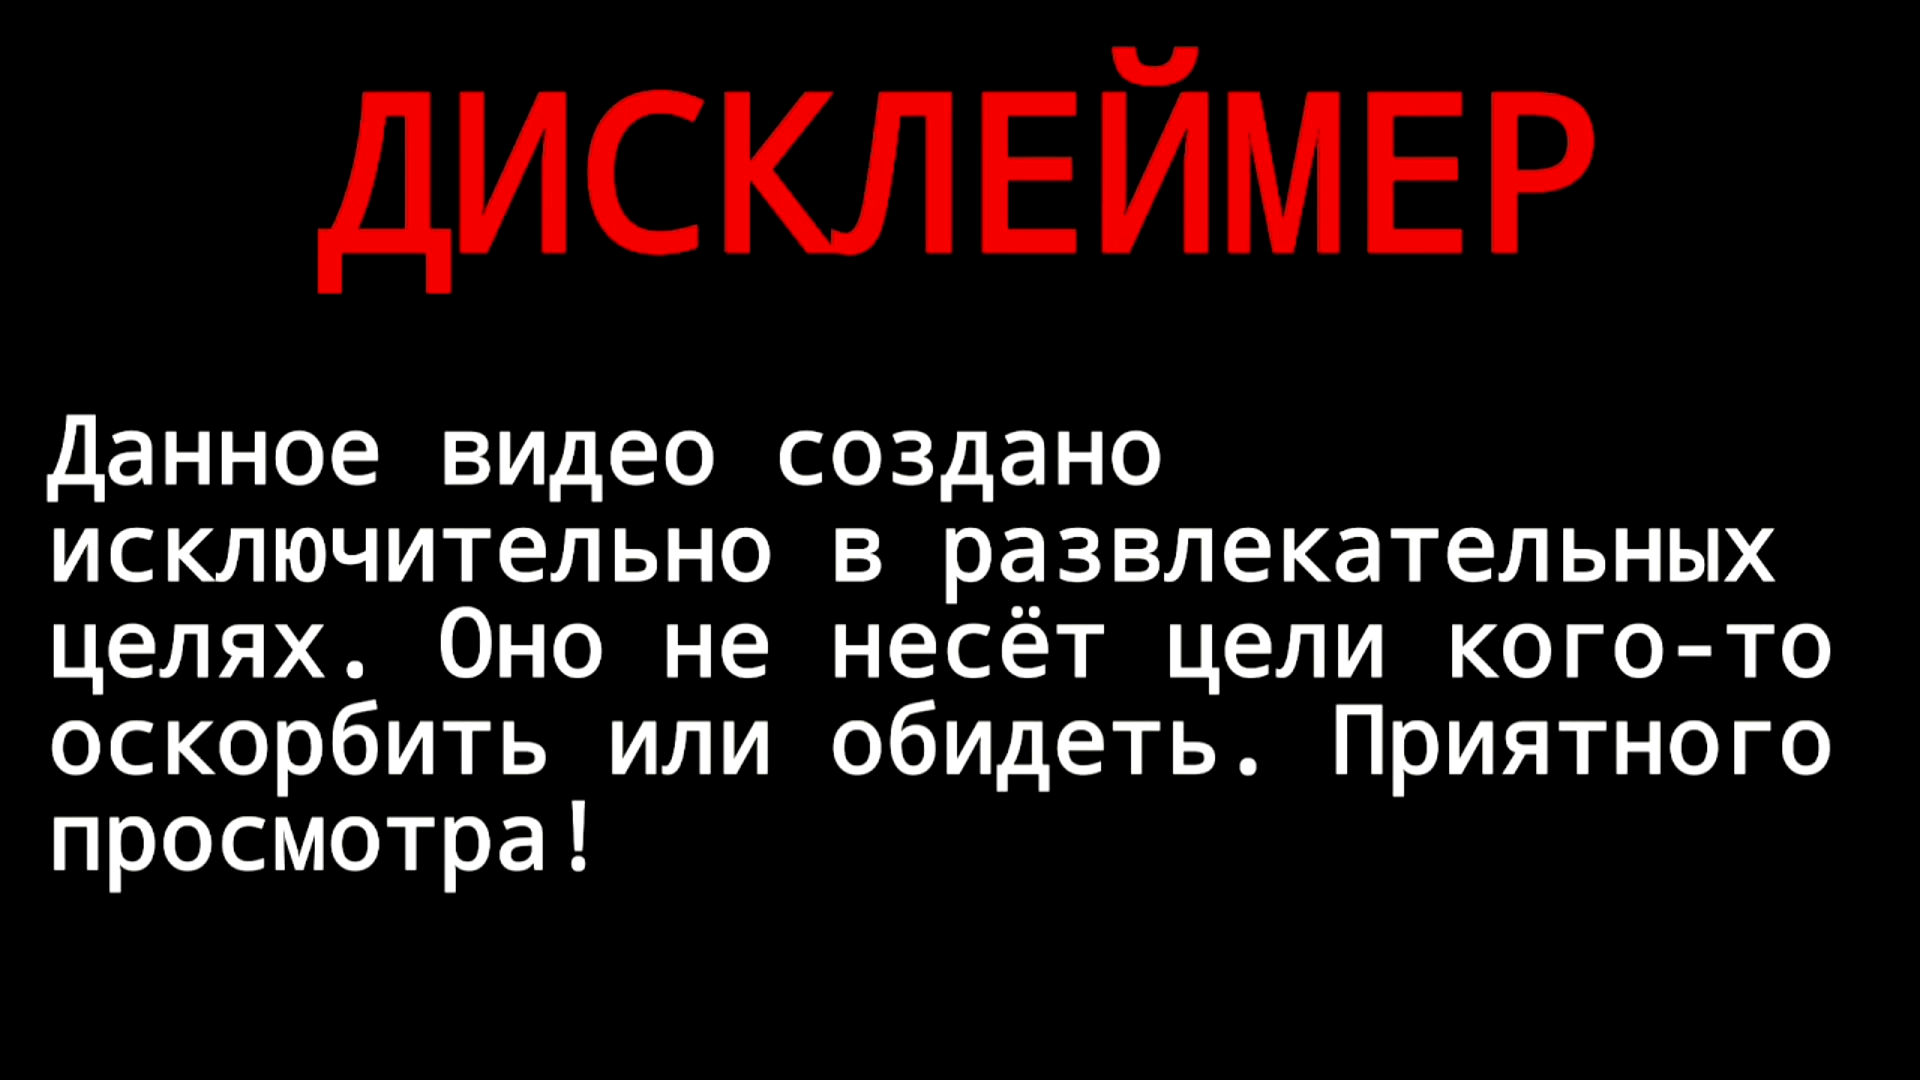 ДИСКЛЕЙМЕР
Данное видео создано
исключительно в развлекательных
целях. Оно не несёт цели кого-то
оскорбить или обидеть. Приятного
просмотра!